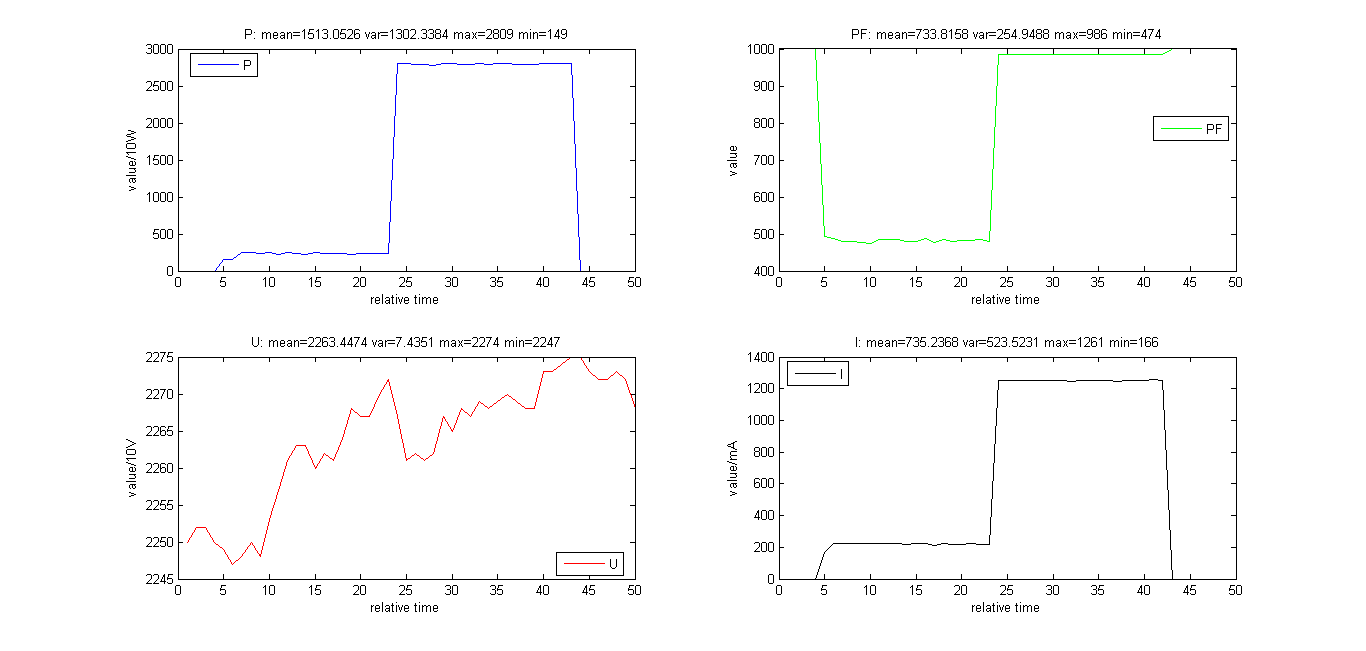 P: mean=1513.0526 var=1302.3384 max=2809 min=149
3000
2500
2000
1500
1000
500
0
value/10W
P
0 5 10 15 20 25 30 35 40 45 50
relative time
PF: mean=733.8158 var=254.9488 max=986 min=474
1000
900
800
700
600
500
400
value
PF
0 5 10 15 20 25 30 35 40 45 50
relative time
U: mean=2263.4474 var=7.4351 max=2274 min=2247
2275
2270
2265
2260
2255
2250
2245
value/10V
U
0 5 10 15 20 25 30 35 40 45 50
relative time
I: mean=735.2368 var=523.5231 max=1261 min=166
1400
1200
1000
800
600
400
200
0
value/mA
I
0 5 10 15 20 25 30 35 40 45 50
relative time